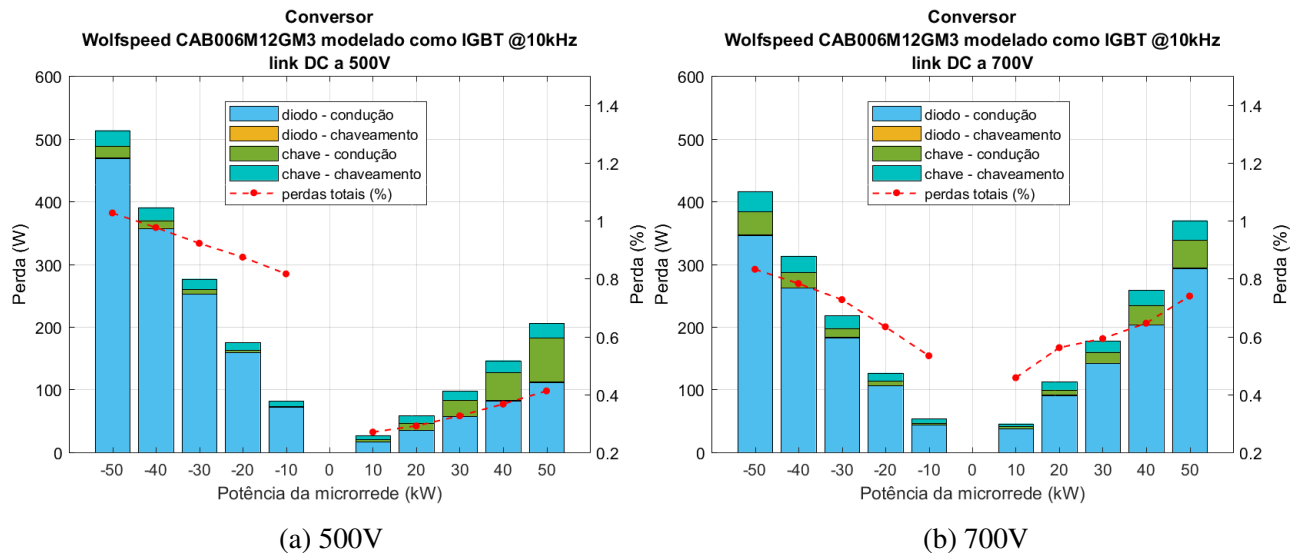 Conversor
Wolfspeed CAB006M12GM3 modelado como IGBT @10kHz
link DC a 500V
600
500
400
300
200
100
0
Perda (W)
diodo - condução
diodo - chaveamento
chave - condução
chave - chaveamento
perdas totais (%)
1.4
1.2
1
0.8
0.6
0.4
0.2
Perda (%)
-50 -40 -30 -20 -10 0 10 20 30 40 50
Potência da microrrede (kW)
(a) 500V
Conversor
Wolfspeed CAB006M12GM3 modelado como IGBT @10kHz
link DC a 700V
600
500
400
300
200
100
0
Perda (W)
diodo - condução
diodo - chaveamento
chave - condução
chave - chaveamento
perdas totais (%)
1.4
1.2
1
0.8
0.6
0.4
0.2
Perda (%)
-50 -40 -30 -20 -10 0 10 20 30 40 50
Potência da microrrede (kW)
(b) 700V